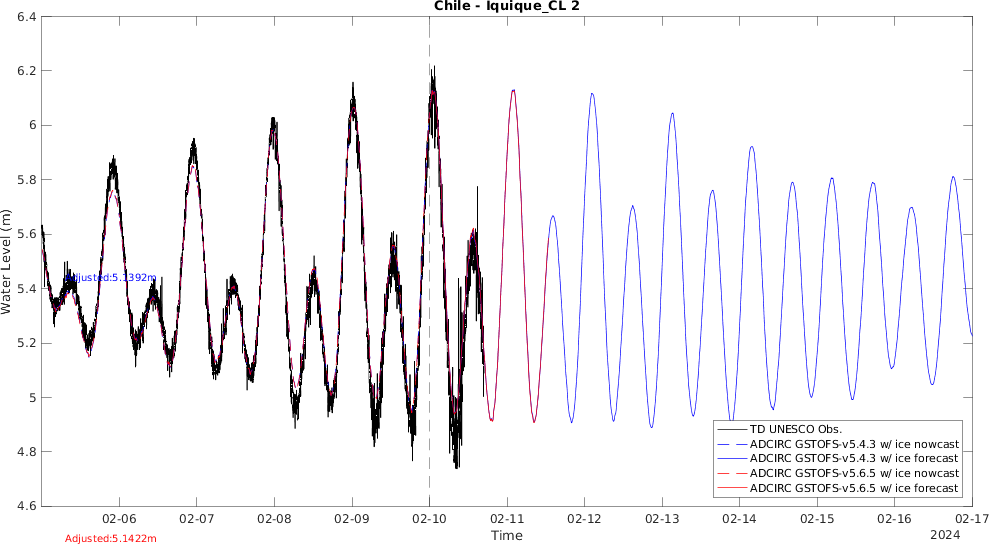 Chile - Iquique_CL 2
Water Level (m)
6.4
6.2
6
5.8
5.6
5.4
5.2
5
4.8
4.6
Adjusted:5.1392m
TD UNESCO Obs.
ADCIRC GSTOFS-v5.4.3 w/ ice nowcast
ADCIRC GSTOFS-v5.4.3 w/ ice forecast
ADCIRC GSTOFS-v5.6.5 w/ ice nowcast
ADCIRC GSTOFS-v5.6.5 w/ ice forecast
02-06 02-07 02-08 02-09 02-10 02-11 02-12 02-13 02-14 02-15 02-16 02-17
Time
2024
Adjusted:5.1422m